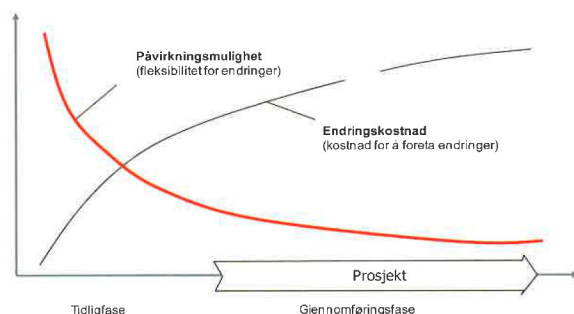 Påvirkningsmulighet
(fleksibilitet for endringer)
Endringskostnad
(kostnad for å foreta endringer)
Prosjekt
Tidligfase
Gjennomføringsfase